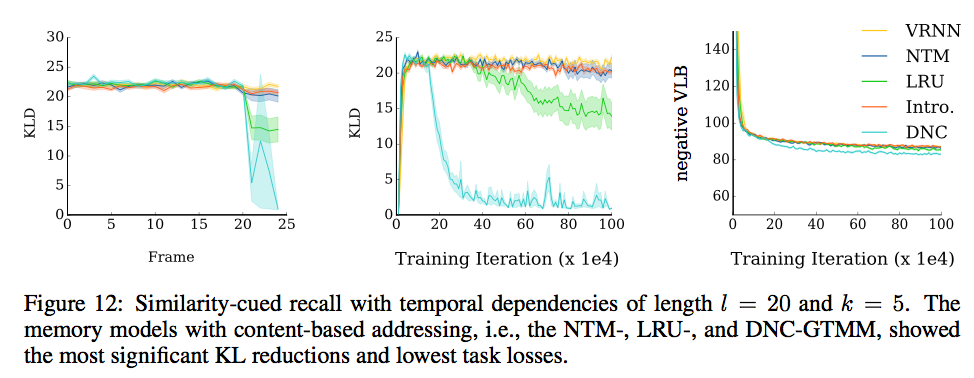 30
25
20
15
10
5
0
KLD
0 5 10 15 20 25
Frame
25
20
15
10
5
0
KLD
0 20 40 60 80 100
Training Iteration (x 1e4)
140
120
100
80
60
negative VLB
0 20 40 60 80 100
Training Iteration (x 1e4)
VRNN
NTM
LRU
Intro.
DNC
Figure 12: Similarity-cued recall with temporal dependencies of length l = 20 and k = 5. The
memory models with content-based addressing, i.e., the NTM-, LRU-, and DNC-GTMM, showed
the most significant KL reductions and lowest task losses.